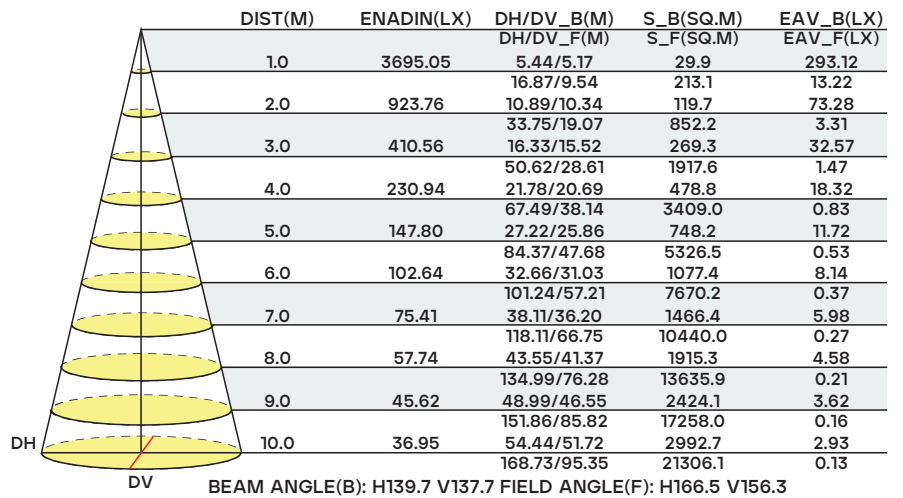 DIST(M) ENADIN(LX) DH/DV_B(M) S_B(SQ.M) EAV_B(LX)
DH/DV_F(M) S_F(SQ.M) EAV_F(LX)
1.0 3695.05 5.44/5.17 29.9 293.12
16.87/9.54 213.1 13.22
2.0 923.76 10.89/10.34 119.7 73.28
33.75/19.07 852.2 3.31
3.0 410.56 16.33/15.52 269.3 32.57
50.62/28.61 1917.6 1.47
4.0 230.94 21.78/20.69 478.8 18.32
67.49/38.14 3409.0 0.83
5.0 147.80 27.22/25.86 748.2 11.72
84.37/47.68 5326.5 0.53
6.0 102.64 32.66/31.03 1077.4 8.14
101.24/57.21 7670.2 0.37
7.0 75.41 38.11/36.20 1466.4 5.98
118.11/66.75 10440.0 0.27
8.0 57.74 43.55/41.37 1915.3 4.58
134.99/76.28 13635.9 0.21
9.0 45.62 48.99/46.55 2424.1 3.62
151.86/85.82 17258.0 0.16
DH 10.0 36.95 54.44/51.72 2992.7 2.93
168.73/95.35 21306.1 0.13
DV
BEAM ANGLE(B): H139.7 V137.7 FIELD ANGLE(F): H166.5 V156.3